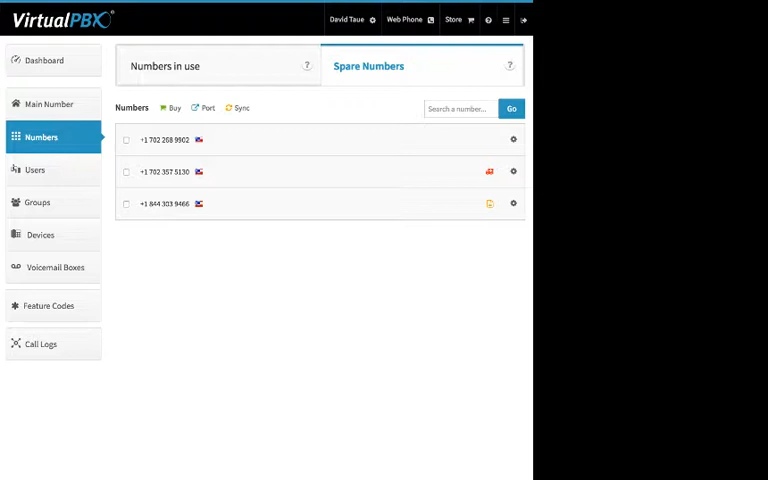 VirtualPBX
David Taue Web Phone Store
Dashboard
Numbers in use ? Spare Numbers ?
Main Number
Numbers Buy Port Sync Search a number... Go
Numbers
+1 702 258 9902
Users
+1 702 357 5130
Groups
+1 844 303 9466
Devices
Voicemail Boxes
Feature Codes
Call Logs